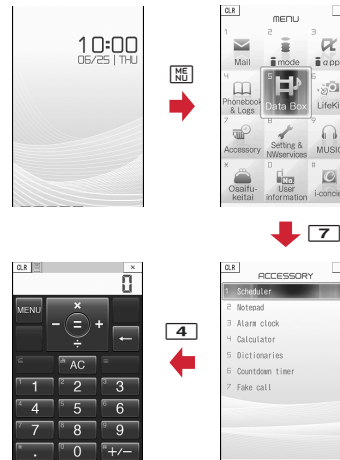 10:00
06/25 | THU
ME
NU
CLR
MENU
1 2 3
Mail
i mode
4 5 6
Phonebook
& Logs
Data Box
LifeKi
7 8 9
Accessory
Setting &
NWservices
MUSIC
* 0 #
Osaifu-
keitai
User
information
i-concie
No.
7
CLR
ACCESSORY
1 Scheduler
2 Notepad
3 Alarm clock
4 Calculator
5 Dictionaries
6 Countdown timer
7 Fake call
4
CLR ×
0
MENU
×
- = +
÷
←
AC
1 2 3
4 5 6
7 8 9
. 0 +/−